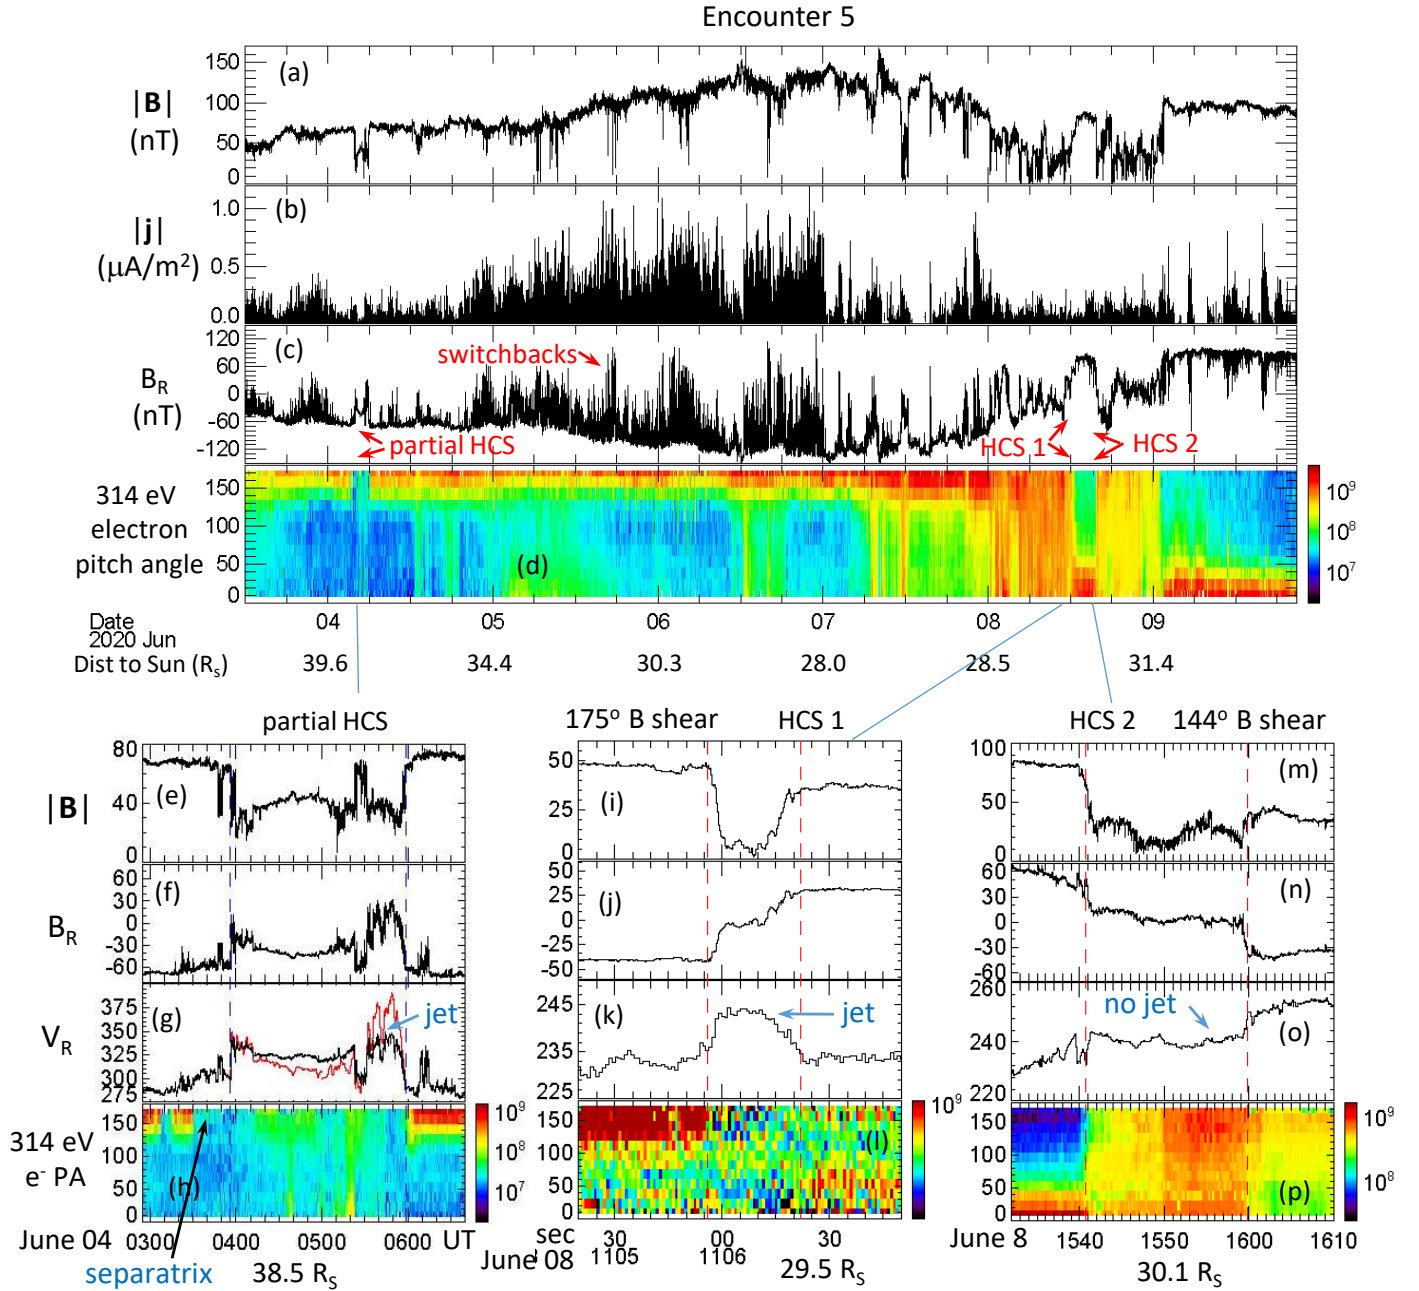 Encounter 5
(a)
|B|
(nT)
150
100
50
0
(b)
|j|
(μA/m²)
1.0
0.5
0.0
(c)
B_R
(nT)
120
60
0
-60
-120
switchbacks
partial HCS
HCS 1
HCS 2
314 eV
electron
pitch angle
150
100
50
0
(d)
10⁹
10⁸
10⁷
Date 04 05 06 07 08 09
2020 Jun
Dist to Sun (R_s) 39.6 34.4 30.3 28.0 28.5 31.4
partial HCS
175° B shear HCS 1
HCS 2 144° B shear
|B|
80
40
0
(e)
50
25
0
(i)
100
50
0
(m)
B_R
60
30
0
-30
-60
(f)
50
25
0
-25
-50
(j)
60
30
0
-30
-60
(n)
V_R
375
350
325
300
275
(g)
jet
245
235
225
(k)
jet
260
240
220
(o)
no jet
314 eV
e⁻ PA
150
100
50
0
(h)
10⁹
10⁸
10⁷
150
100
50
0
(l)
10⁹
150
100
50
0
(p)
10⁹
10⁸
June 04 0300 0400 0500 0600 UT
separatrix
38.5 R_S
sec 30 00 30
1105 1106
June 08
29.5 R_S
June 8 1540 1550 1600 1610
30.1 R_S